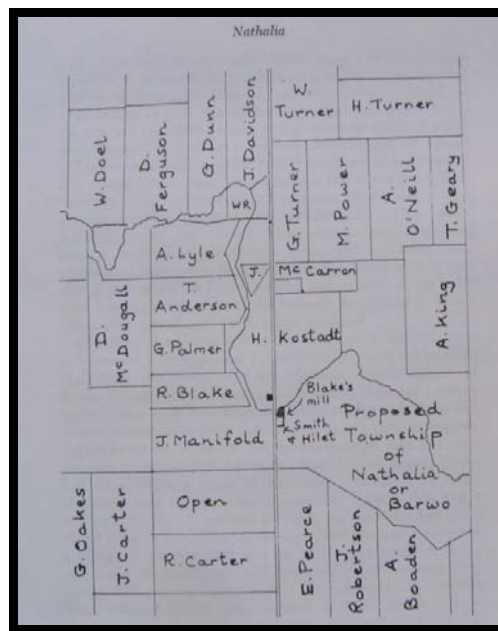 Nathalia
W. Doel
D.
Ferguson
G. Dunn
J. Davidson
W.
Turner
H. Turner
WR
G. Turner
M. Power
A.
O'Neill
T. Geary
A. Lyle
J.
McCarron
D.
McDougall
T.
Anderson
G. Palmer
H.
Kostadt
A. King
R. Blake
Blake's
mill
Smith
& Hilet
J. Manifold
Proposed
Township
of
Nathalia
or
Barwo
G. Oakes
J. Carter
Open
R. Carter
E. Pearce
J.
Robertson
A.
Boaden